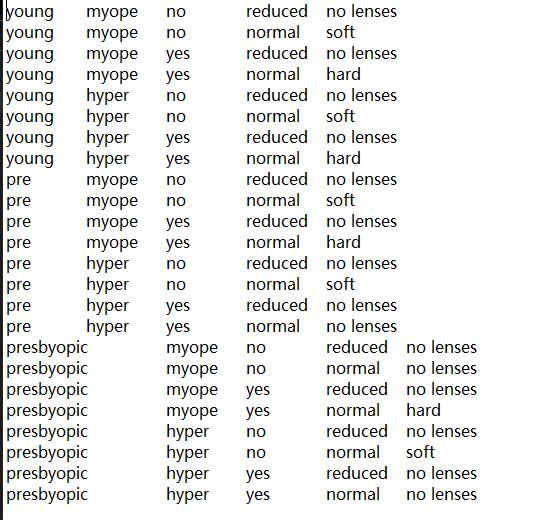 young myope no reduced no lenses
young myope no normal soft
young myope yes reduced no lenses
young myope yes normal hard
young hyper no reduced no lenses
young hyper no normal soft
young hyper yes reduced no lenses
young hyper yes normal hard
pre myope no reduced no lenses
pre myope no normal soft
pre myope yes reduced no lenses
pre myope yes normal hard
pre hyper no reduced no lenses
pre hyper no normal soft
pre hyper yes reduced no lenses
pre hyper yes normal no lenses
presbyopic myope no reduced no lenses
presbyopic myope no normal no lenses
presbyopic myope yes reduced no lenses
presbyopic myope yes normal hard
presbyopic hyper no reduced no lenses
presbyopic hyper no normal soft
presbyopic hyper yes reduced no lenses
presbyopic hyper yes normal no lenses